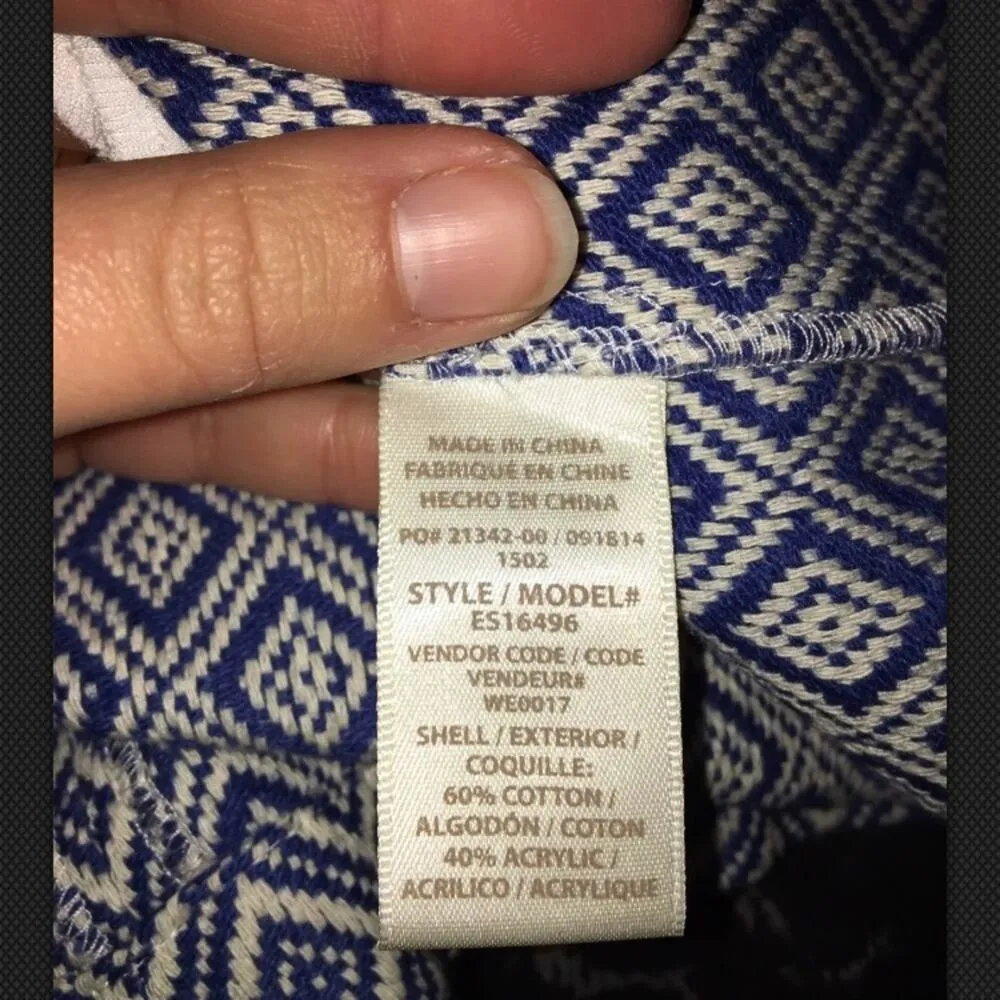 MADE IN CHINA
FABRIQUÉ EN CHINE
HECHO EN CHINA
PO# 21342-00 / 091814
1502
STYLE / MODEL#
ES16496
VENDOR CODE / CODE
VENDEUR#
WE0017
SHELL / EXTERIOR /
COQUILLE:
60% COTTON /
ALGODÓN / COTON
40% ACRYLIC /
ACRILICO / ACRYLIQUE